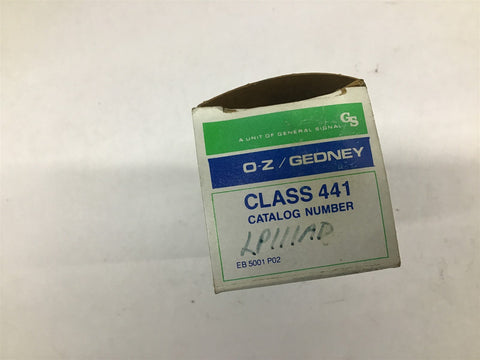 A UNIT OF GENERAL SIGNAL GS
O-Z / GEDNEY
CLASS 441
CATALOG NUMBER
LP111AD
EB 5001 P02